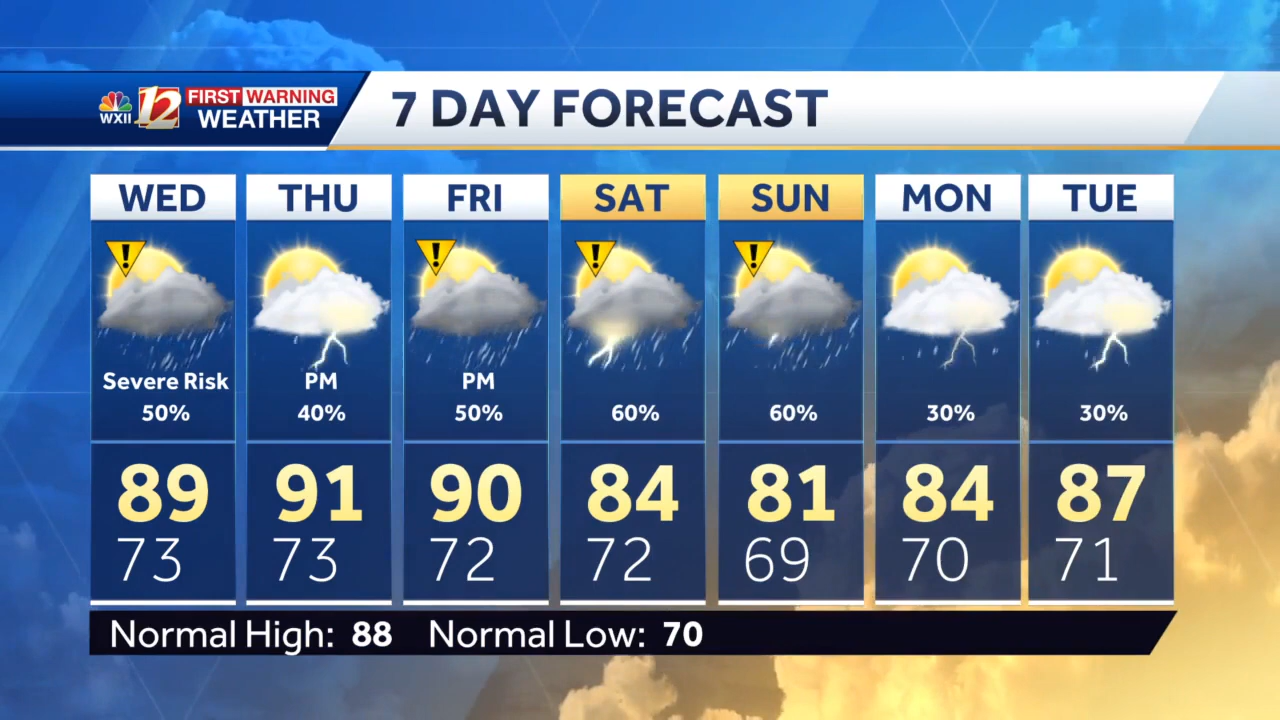 WXII 12 FIRST WARNING
WEATHER
7 DAY FORECAST
WED THU FRI SAT SUN MON TUE
! ! ! !
Severe Risk PM PM
50% 40% 50% 60% 60% 30% 30%
89 91 90 84 81 84 87
73 73 72 72 69 70 71
Normal High: 88 Normal Low: 70